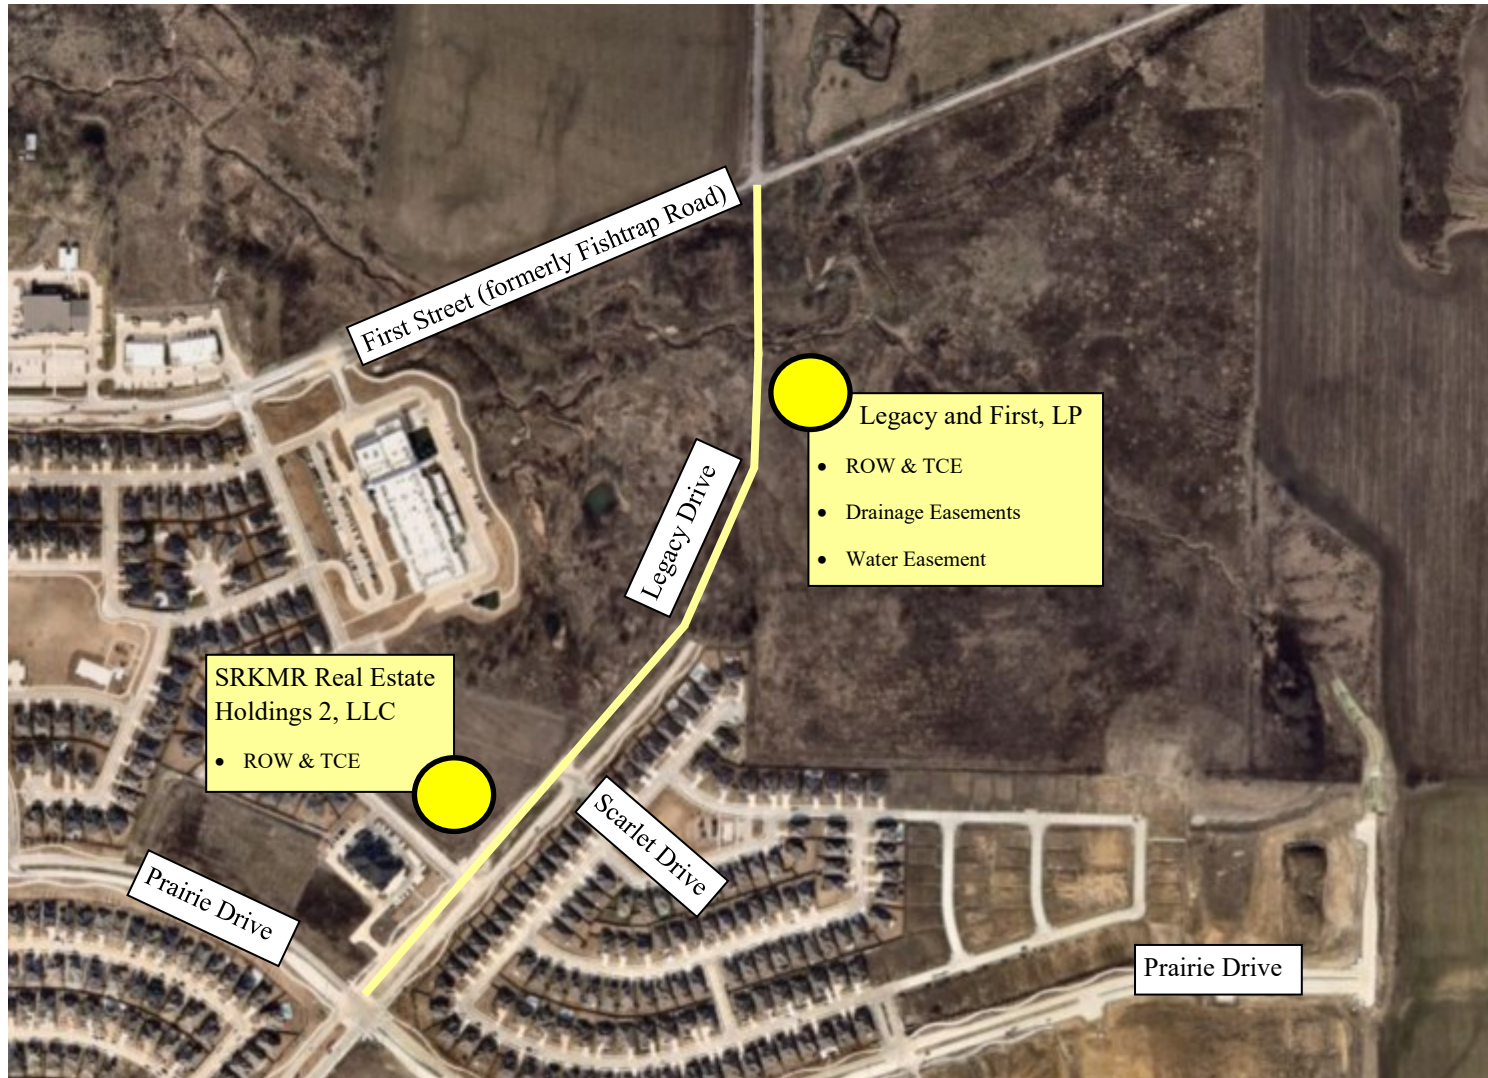 First Street (formerly Fishtrap Road)
Legacy and First, LP
• ROW & TCE
• Drainage Easements
• Water Easement
Legacy Drive
SRKMR Real Estate
Holdings 2, LLC
• ROW & TCE
Scarlet Drive
Prairie Drive
Prairie Drive